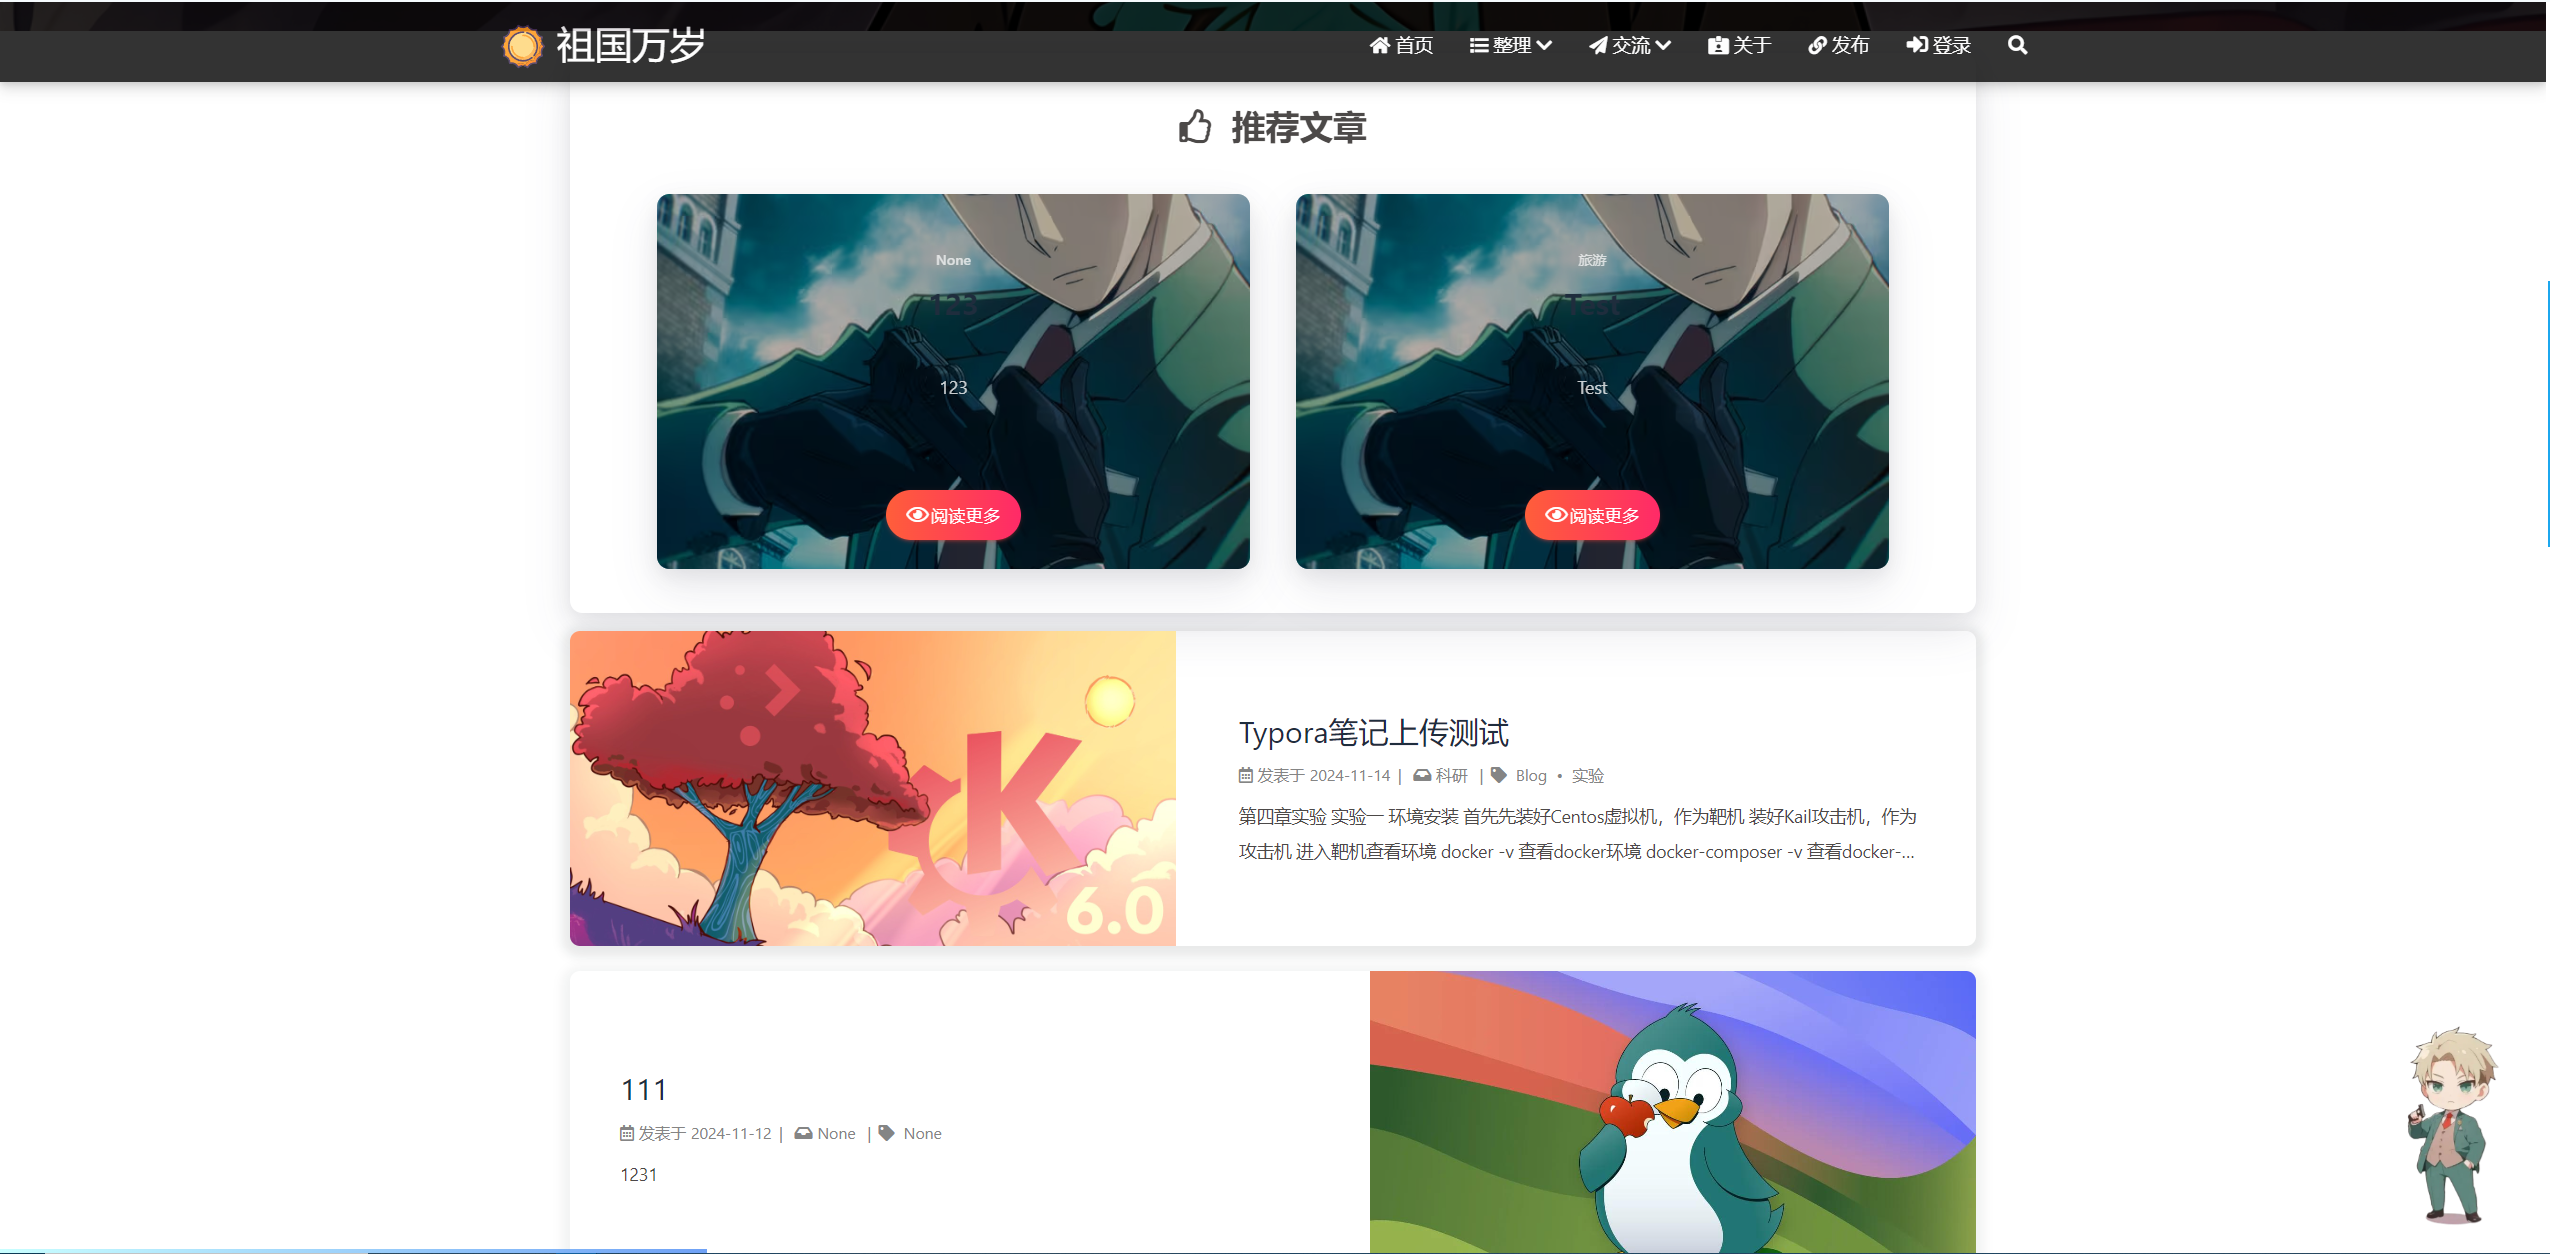 祖国万岁
首页 整理 交流 关于 发布 登录
推荐文章
None
123
123
阅读更多
旅游
Test
Test
阅读更多
K
6.0
Typora笔记上传测试
发表于 2024-11-14 | 科研 | Blog • 实验
第四章实验 实验一 环境安装 首先先装好Centos虚拟机，作为靶机 装好Kail攻击机，作为
攻击机 进入靶机查看环境 docker -v 查看docker环境 docker-composer -v 查看docker-...
111
发表于 2024-11-12 | None | None
1231